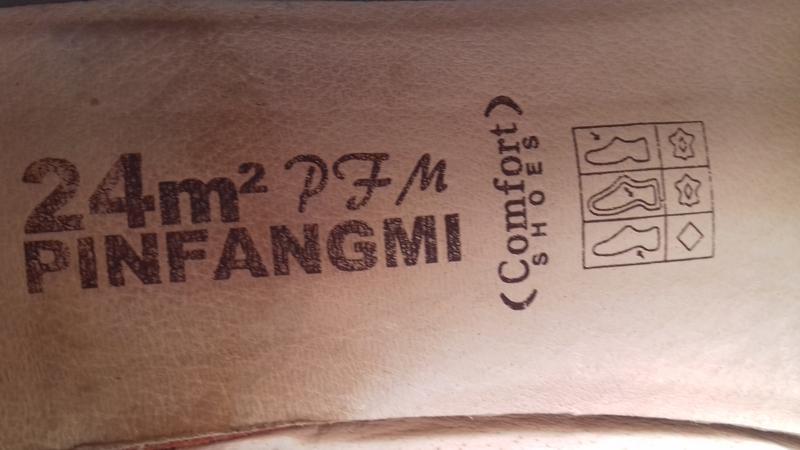 24m² PFM
PINFANGMI
(Comfort)
SHOES